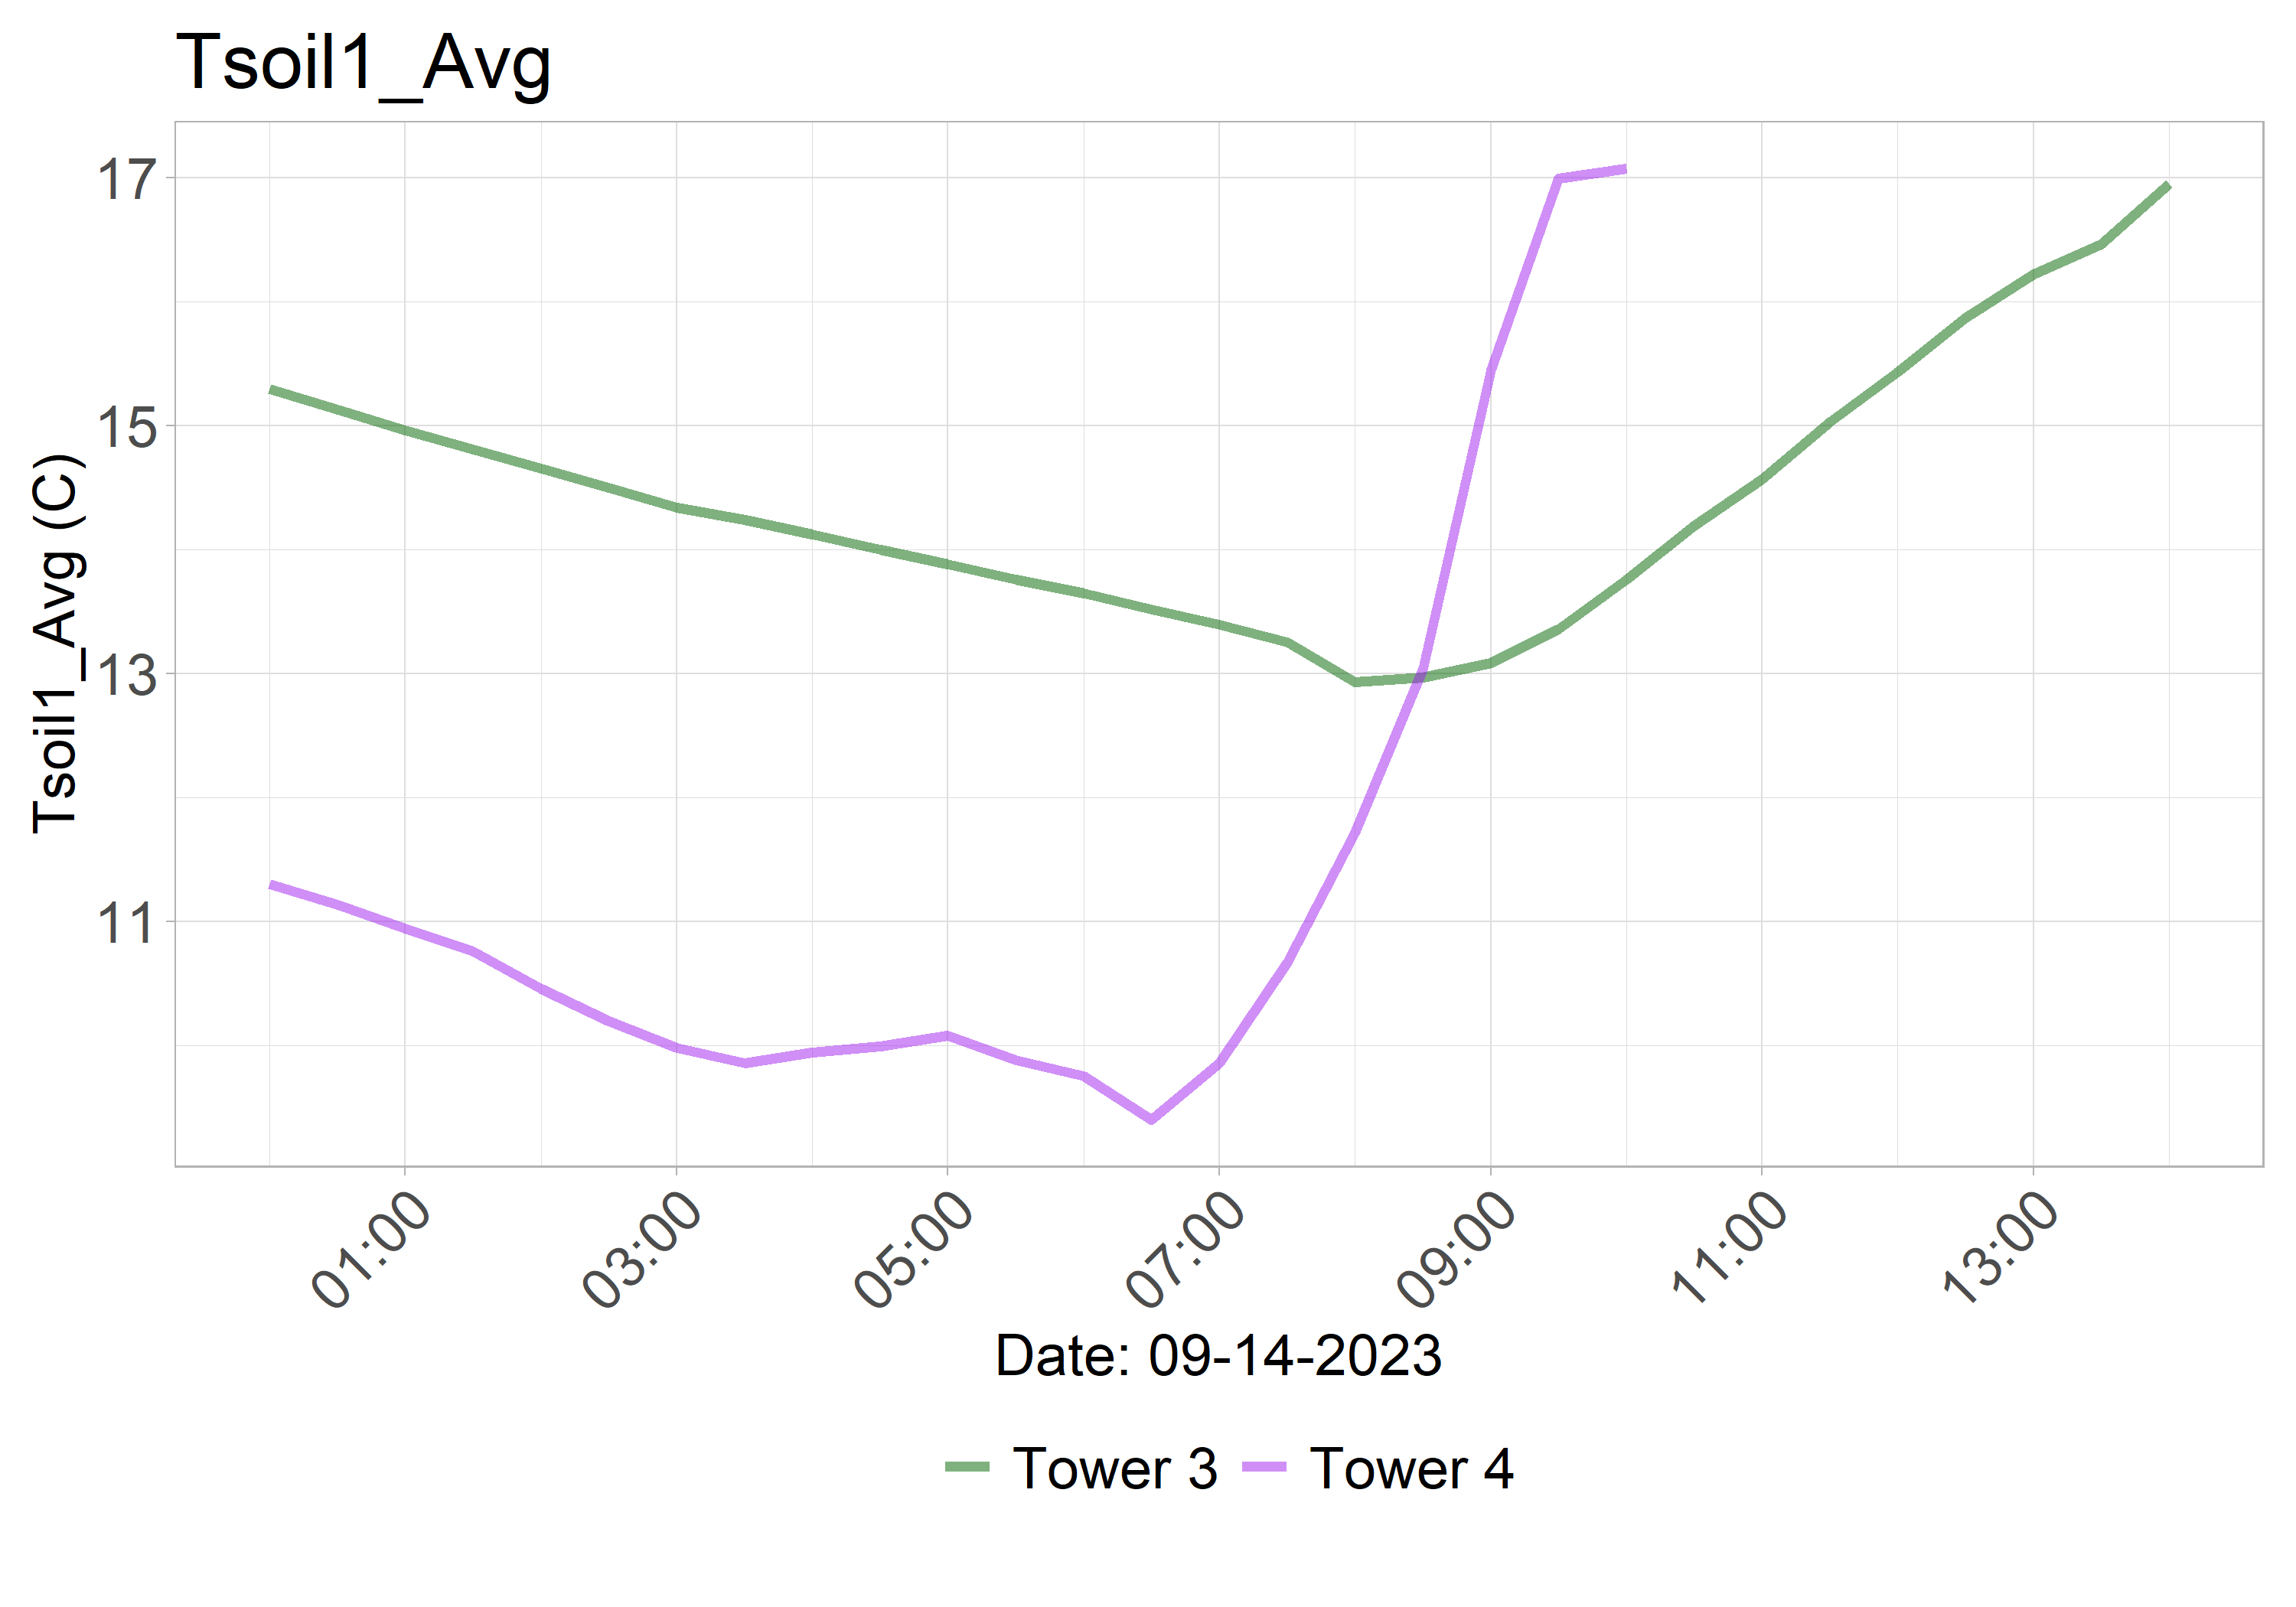 Tsoil1_Avg
Tsoil1_Avg (C)
17
15
13
11
01:00 03:00 05:00 07:00 09:00 11:00 13:00
Date: 09-14-2023
Tower 3 Tower 4